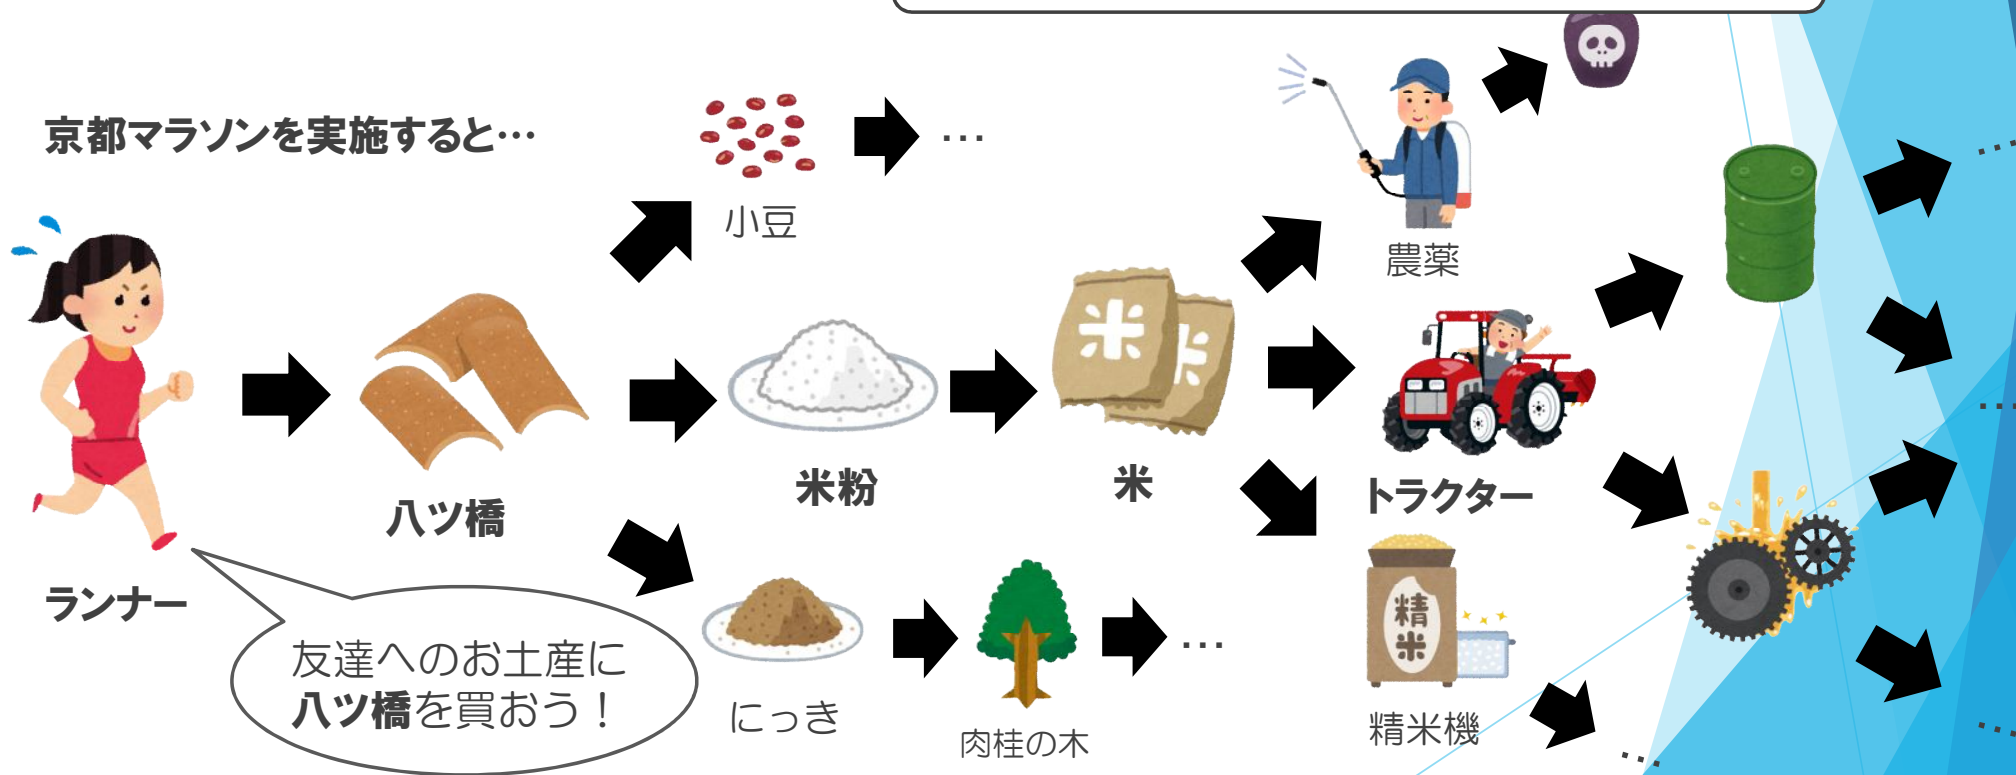 京都マラソンを実施すると…
小豆
…
農薬
…
米
米
八ツ橋
米粉
米
トラクター
ランナー
友達へのお土産に
八ツ橋を買おう！
にっき
肉桂の木
…
精米
精米機
…
…
…